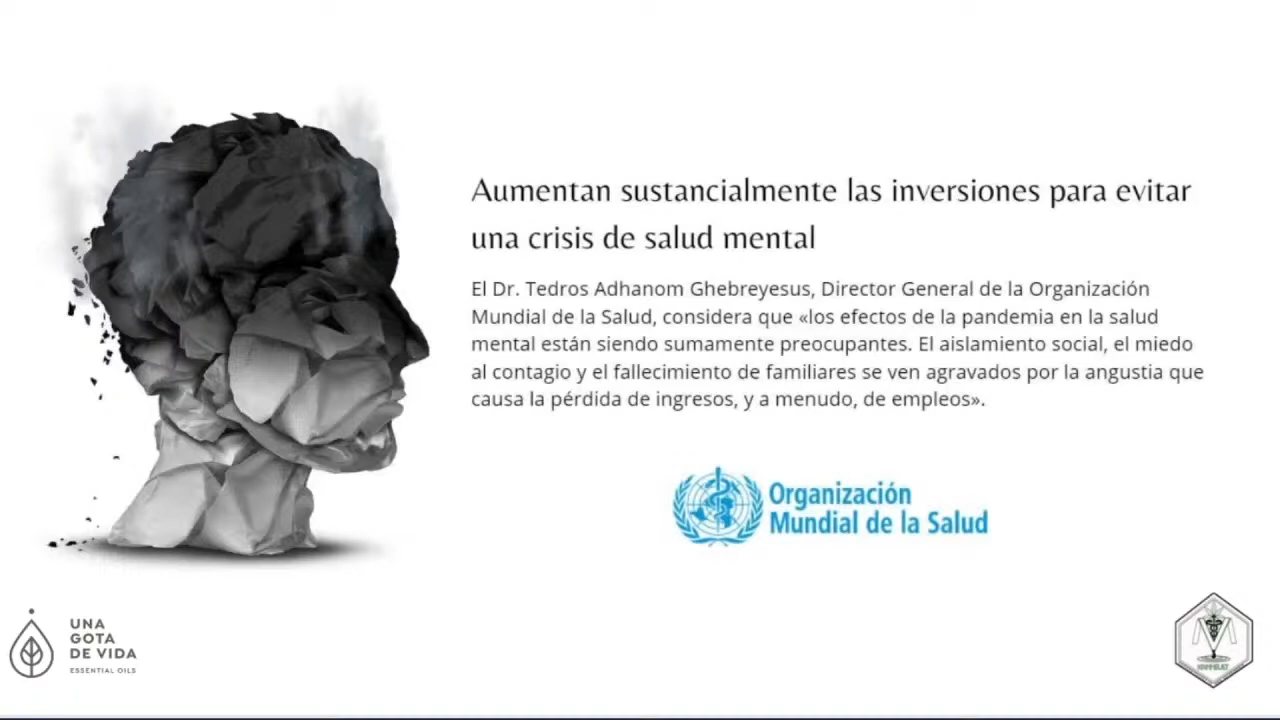 Aumentan sustancialmente las inversiones para evitar
una crisis de salud mental
El Dr. Tedros Adhanom Ghebreyesus, Director General de la Organización
Mundial de la Salud, considera que «los efectos de la pandemia en la salud
mental están siendo sumamente preocupantes. El aislamiento social, el miedo
al contagio y el fallecimiento de familiares se ven agravados por la angustia que
causa la pérdida de ingresos, y a menudo, de empleos».
Organización
Mundial de la Salud
UNA
GOTA
DE VIDA
ESSENTIAL OILS